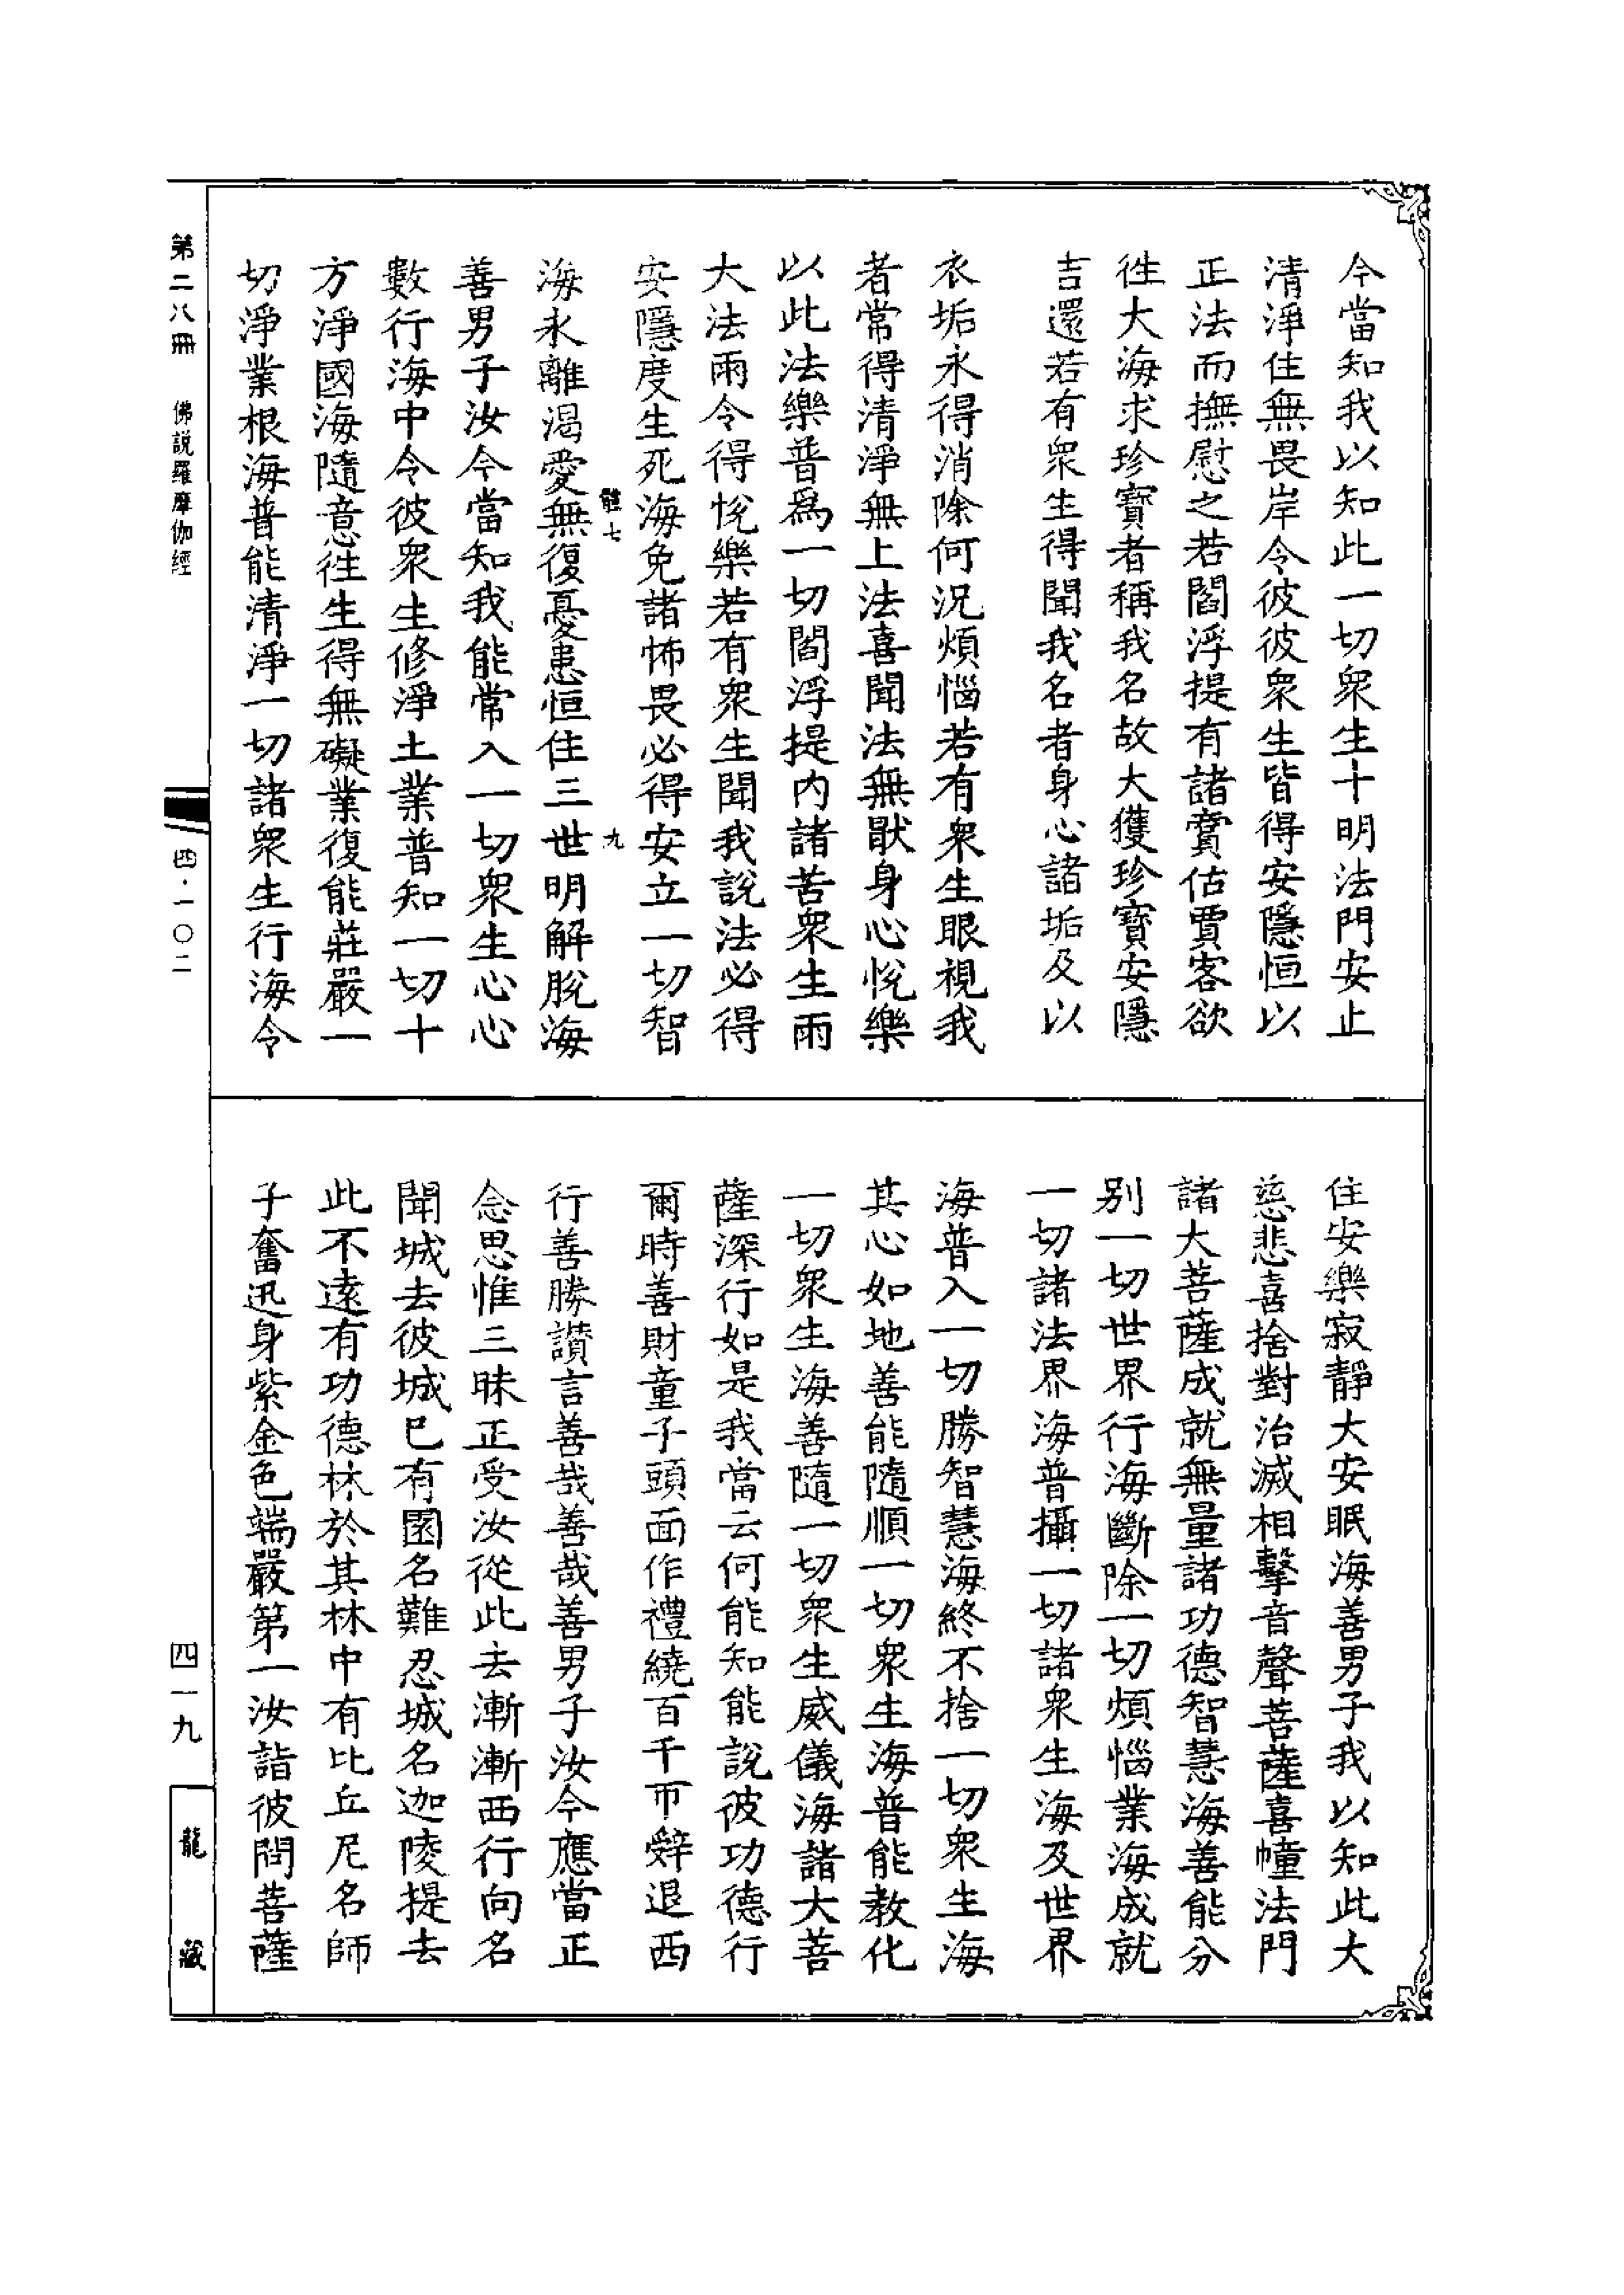 今當知我以知此一切衆生十明法門安止
清淨住無畏岸令彼彼衆生皆得安隱恒以
正法而撫慰之若閻浮提有諸賓估賈客欲
徃大海求珍寶者稱我名故大獲珍寶安隱
吉還若有衆生得聞我名者身心諸垢及以
衣垢永得消除何況煩惱若有衆生眼視我
者常得清淨無上法喜聞法無猒身心恱樂
以此法樂普爲一切閻浮提内諸苦衆生雨
大法雨令得恱樂若有衆生聞我說法必得
安隱度生死海免諸怖畏必得安立一切智
體七
九
海永離渴愛無復憂患恒住三世明解脫海
善男子汝今當知我能常入一切衆生心心
數行海中令彼衆生修淨土業普知一切十
方淨國海隨意徃生得無礙業復能莊嚴一
切淨業根海普能清淨一切諸衆生行海令
住安樂寂靜大安眠海善男子我以知此大
慈悲喜捨對治滅相擊音聲菩薩喜幢法門
諸大菩薩成就無量諸功德智慧海善能分
别一切世界行海斷除一切煩惱業海成就
一切諸法界海普攝一切諸衆生海及世界
海普入一切勝智慧海終不捨一切衆生海
其心如地善能隨順一切衆生海普能教化
一切衆生海善隨一切衆生威儀海諸大菩
薩深行如是我當云何能知能說彼功德行
爾時善財童子頭面作禮繞百千帀辤退西
行善勝讃言善哉善哉善男子汝今應當正
念思惟三昧正受汝從此去漸漸西行向名
聞城去彼城巳有園名難忍城名迦陵提去
此不遠有功德林於其林中有比丘尼名師
子奮迅身紫金色端嚴第一汝詣彼問菩薩
第二八冊
佛説羅摩伽經
四·一〇二
四一九
龍藏